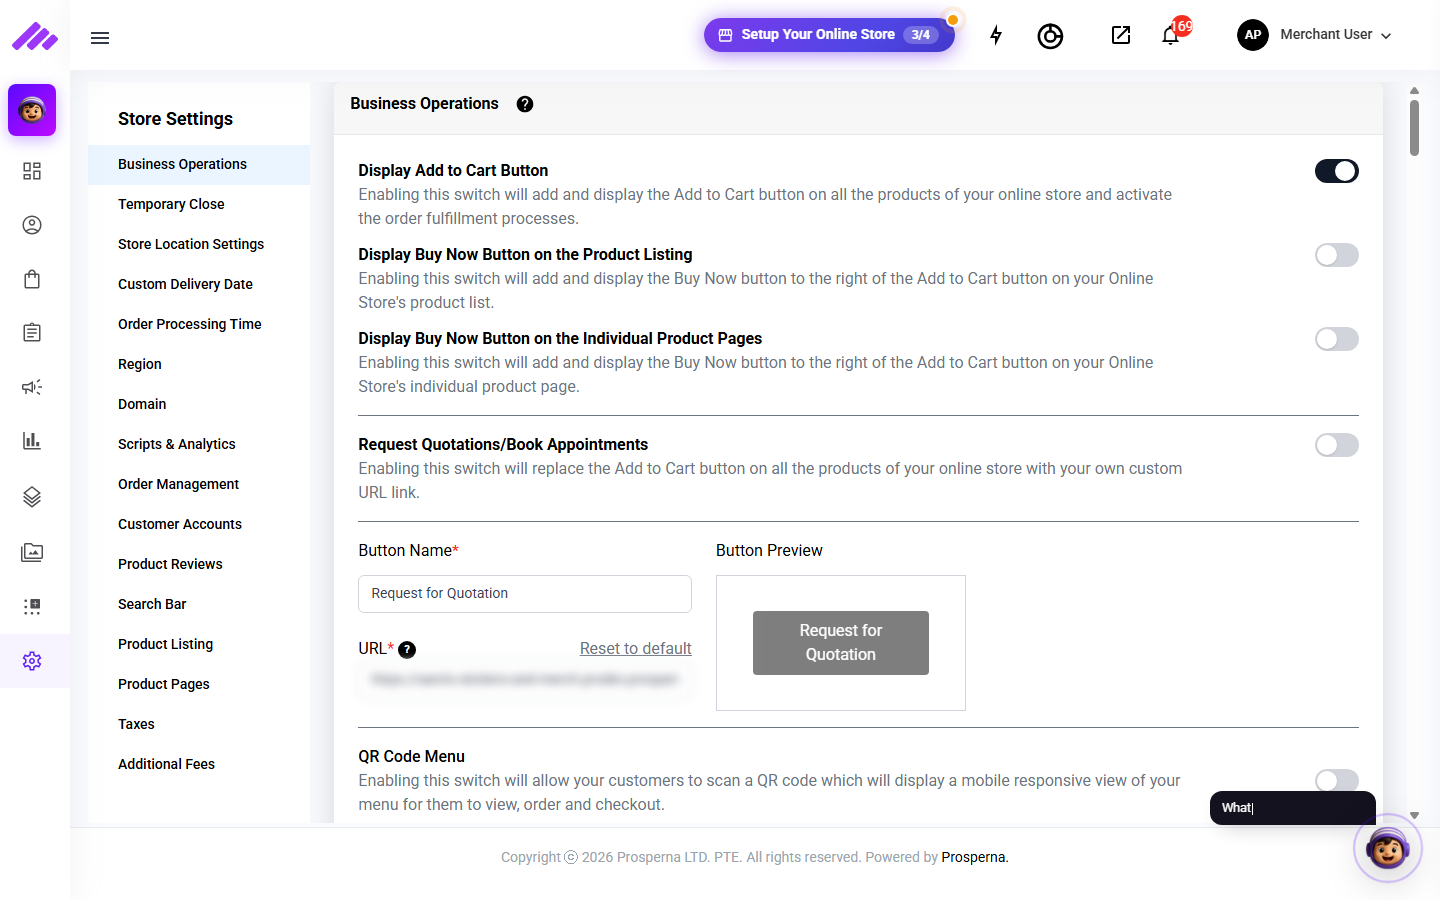 Setup Your Online Store 3/4
169
AP Merchant User
Store Settings
Business Operations
Temporary Close
Store Location Settings
Custom Delivery Date
Order Processing Time
Region
Domain
Scripts & Analytics
Order Management
Customer Accounts
Product Reviews
Search Bar
Product Listing
Product Pages
Taxes
Additional Fees
Business Operations ?
Display Add to Cart Button
Enabling this switch will add and display the Add to Cart button on all the products of your online store and activate
the order fulfillment processes.
Display Buy Now Button on the Product Listing
Enabling this switch will add and display the Buy Now button to the right of the Add to Cart button on your Online
Store's product list.
Display Buy Now Button on the Individual Product Pages
Enabling this switch will add and display the Buy Now button to the right of the Add to Cart button on your Online
Store's individual product page.
Request Quotations/Book Appointments
Enabling this switch will replace the Add to Cart button on all the products of your online store with your own custom
URL link.
Button Name*
Request for Quotation
URL* ? Reset to default
Button Preview
Request for
Quotation
QR Code Menu
Enabling this switch will allow your customers to scan a QR code which will display a mobile responsive view of your
menu for them to view, order and checkout.
What
Copyright © 2026 Prosperna LTD. PTE. All rights reserved. Powered by Prosperna.